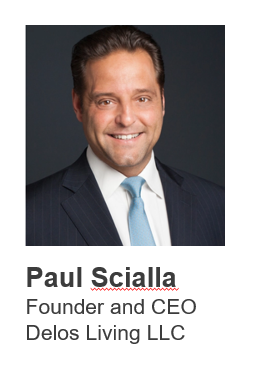 Paul Scialla
Founder and CEO
Delos Living LLC